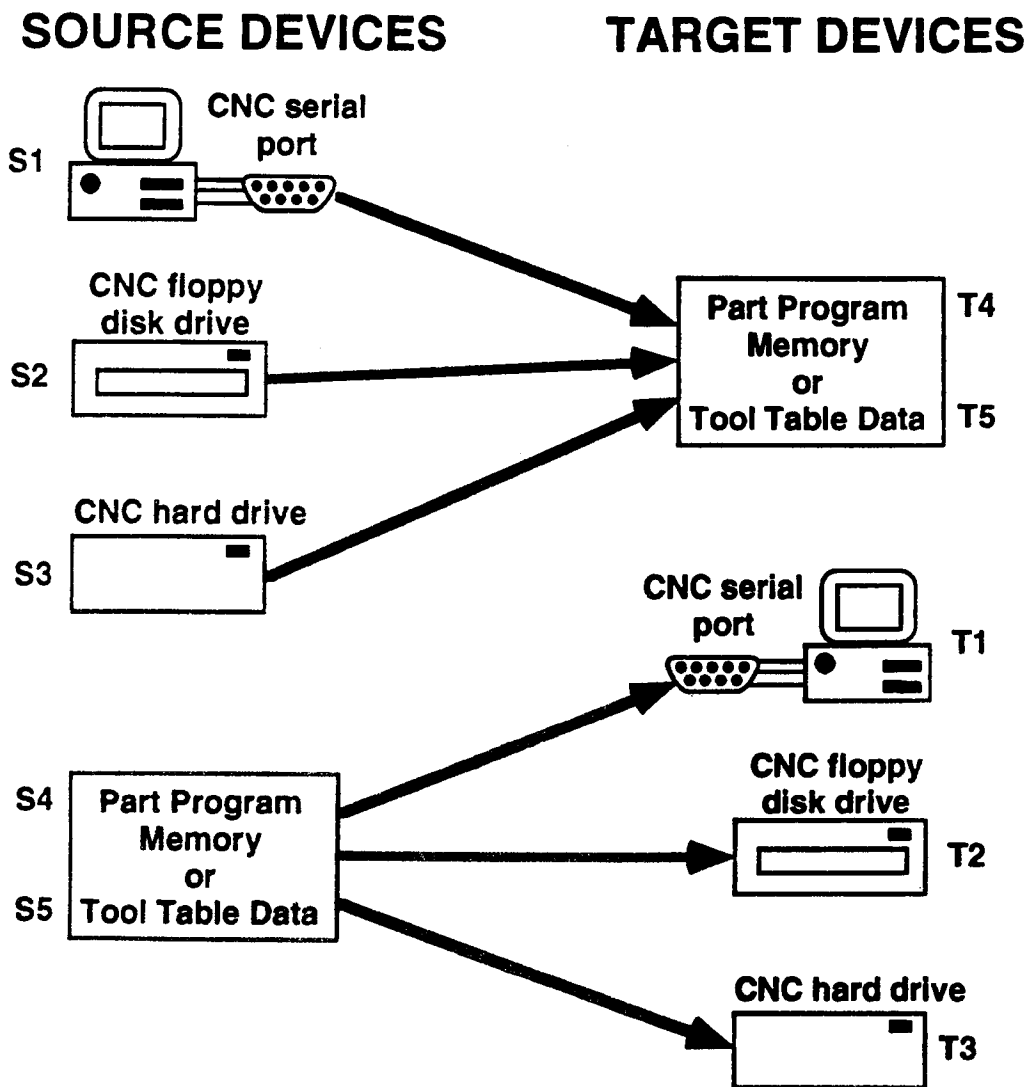 SOURCE DEVICES
TARGET DEVICES
CNC serial
port
S1
CNC floppy
disk drive
S2
CNC hard drive
S3
Part Program
Memory
or
Tool Table Data
T4
T5
CNC serial
port
T1
S4
S5
Part Program
Memory
or
Tool Table Data
CNC floppy
disk drive
T2
CNC hard drive
T3